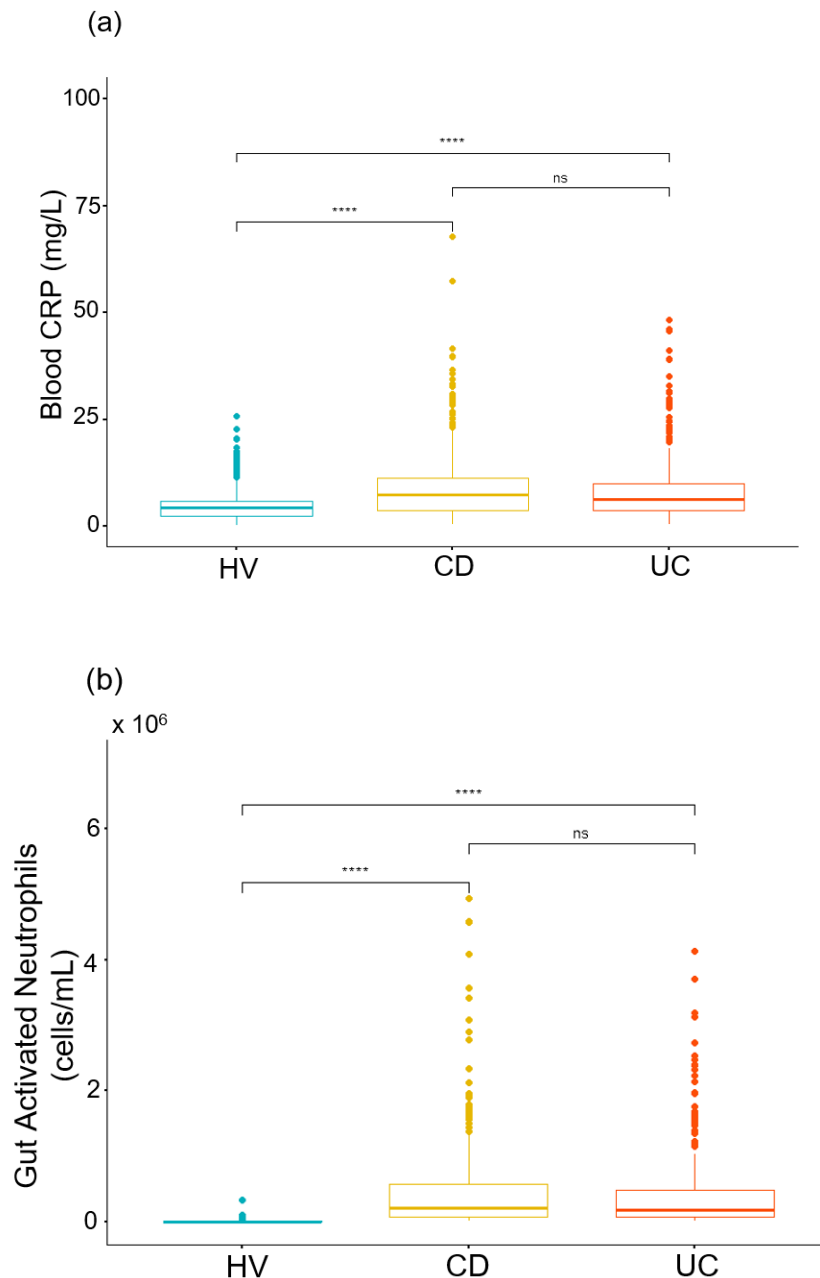 (a)
100
75
50
25
0
Blood CRP (mg/L)
****
ns
****
HV CD UC
(b)
x 10⁶
6
4
2
0
Gut Activated Neutrophils
(cells/mL)
****
ns
****
HV CD UC